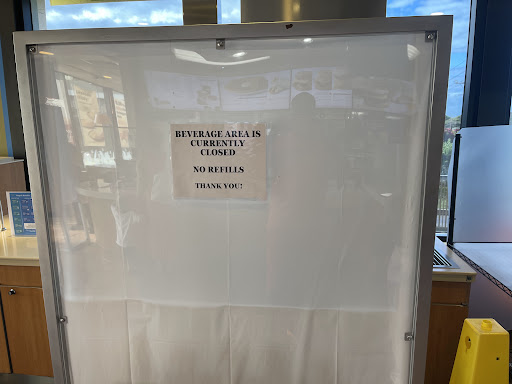 BEVERAGE AREA IS
CURRENTLY
CLOSED
NO REFILLS
THANK YOU!